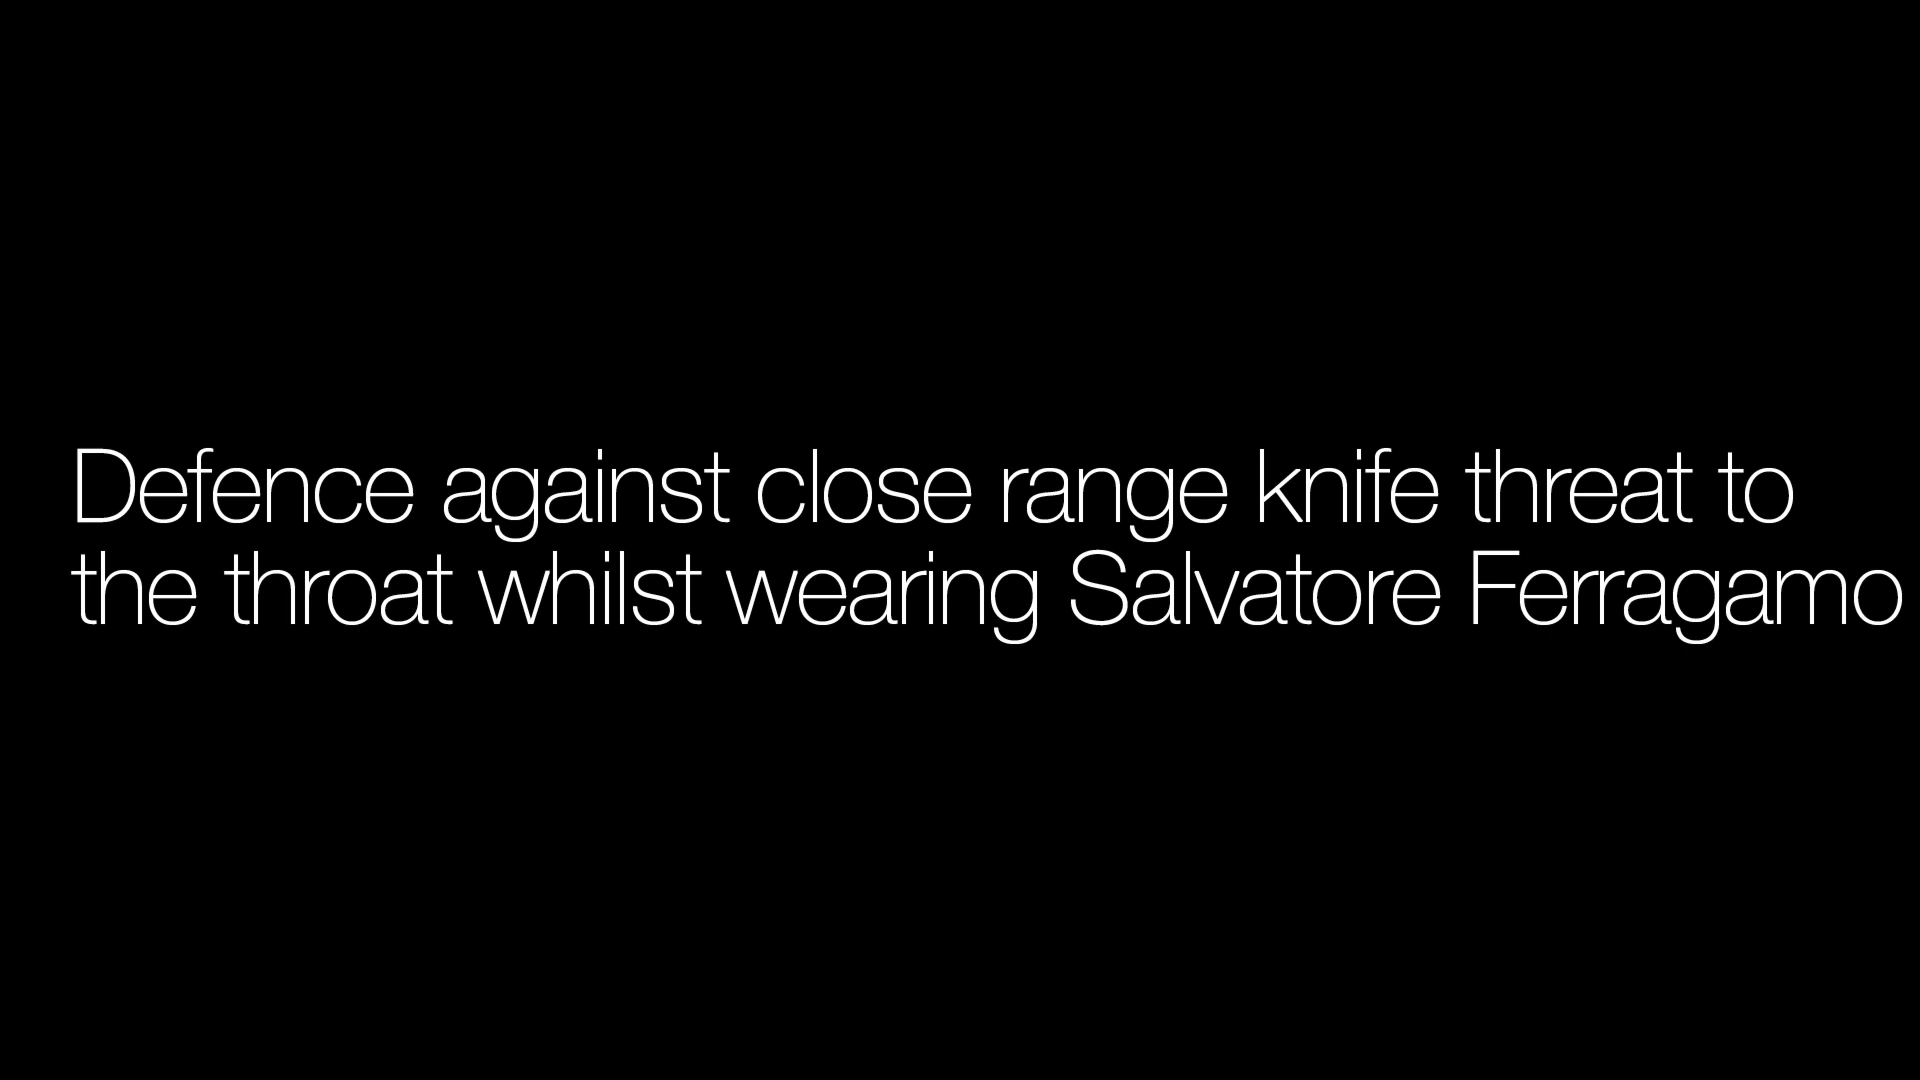 Defence against close range knife threat to
the throat whilst wearing Salvatore Ferragamo